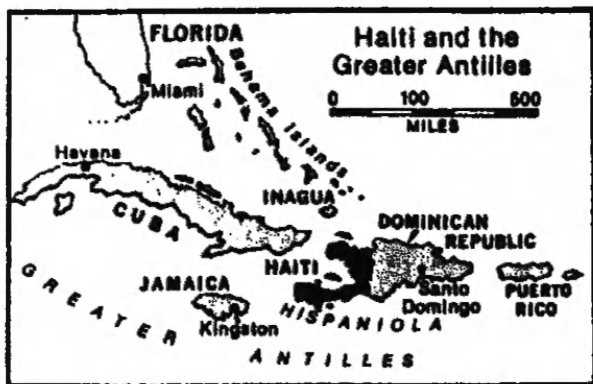 Haiti and the
Greater Antilles
0 100 500
MILES
FLORIDA
Miami
Bahama Islands
Havana
CUBA
INAGUA
DOMINICAN
REPUBLIC
HAITI
JAMAICA
Kingston
Santo
Domingo
PUERTO
RICO
HISPANIOLA
GREATER
ANTILLES